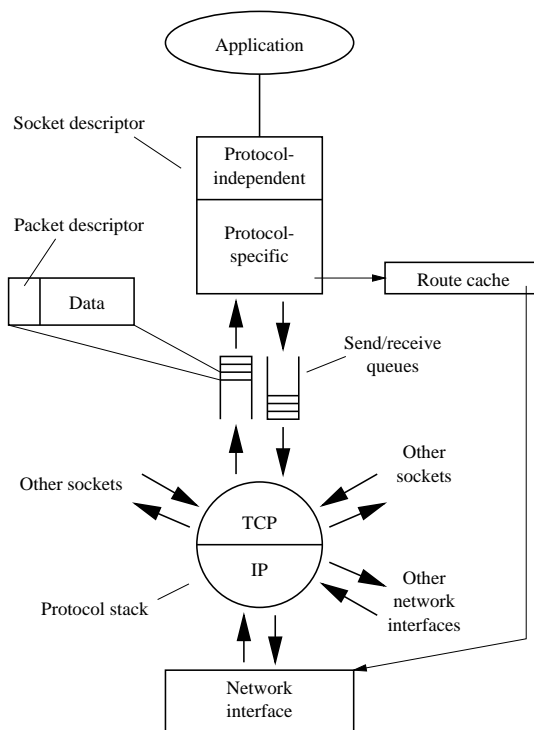 Application
Socket descriptor
Protocol-
independent
Packet descriptor
Protocol-
specific
Data
Route cache
Send/receive
queues
Other sockets
Other
sockets
TCP
IP
Protocol stack
Other
network
interfaces
Network
interface